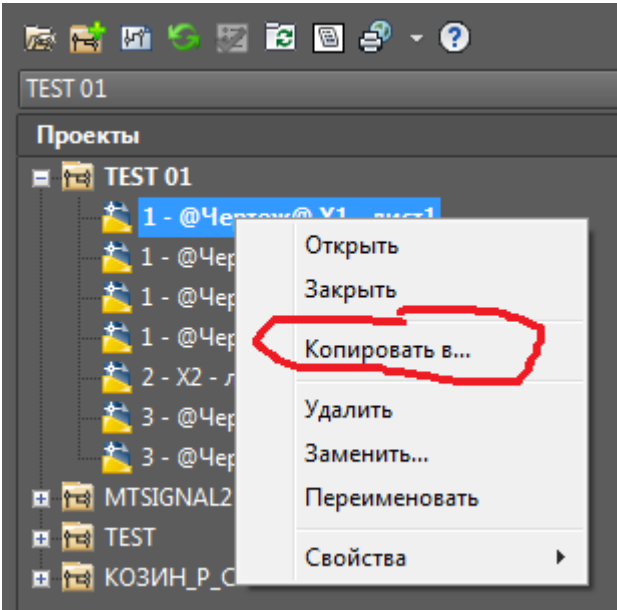 TEST 01
Проекты
TEST 01
1 - @Чертож@ X1 - лист1
1 - @Чер
Открыть
1 - @Чер
Закрыть
1 - @Чер
Копировать в...
2 - X2 - л
3 - @Чер
Удалить
3 - @Чер
Заменить...
MTSIGNAL2
Переименовать
TEST
КОЗИН_Р_С
Свойства